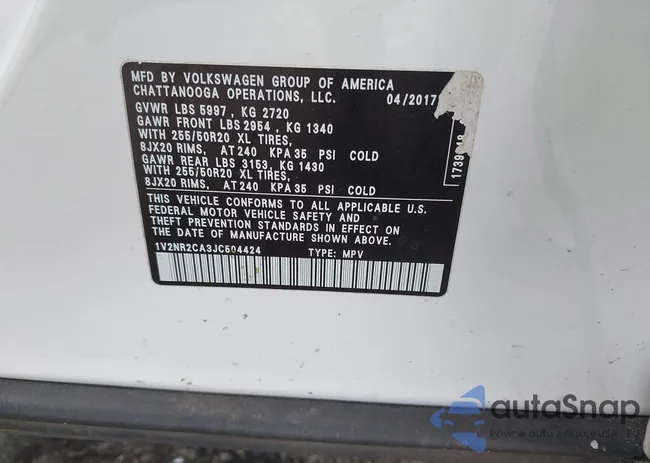 MFD BY VOLKSWAGEN GROUP OF AMERICA
CHATTANOOGA OPERATIONS, LLC. 04/2017
GVWR LBS 5997 , KG 2720
GAWR FRONT LBS 2954 , KG 1340
WITH 255/50R20 XL TIRES,
8JX20 RIMS, AT 240 KPA 35 PSI COLD
GAWR REAR LBS 3153, KG 1430
WITH 255/50R20 XL TIRES,
8JX20 RIMS, AT 240 KPA 35 PSI COLD
THIS VEHICLE CONFORMS TO ALL APPLICABLE U.S.
FEDERAL MOTOR VEHICLE SAFETY AND
THEFT PREVENTION STANDARDS IN EFFECT ON
THE DATE OF MANUFACTURE SHOWN ABOVE.
1V2NR2CA3JC504424 TYPE: MPV
autoSnap
Pewne auto z aukcji USA